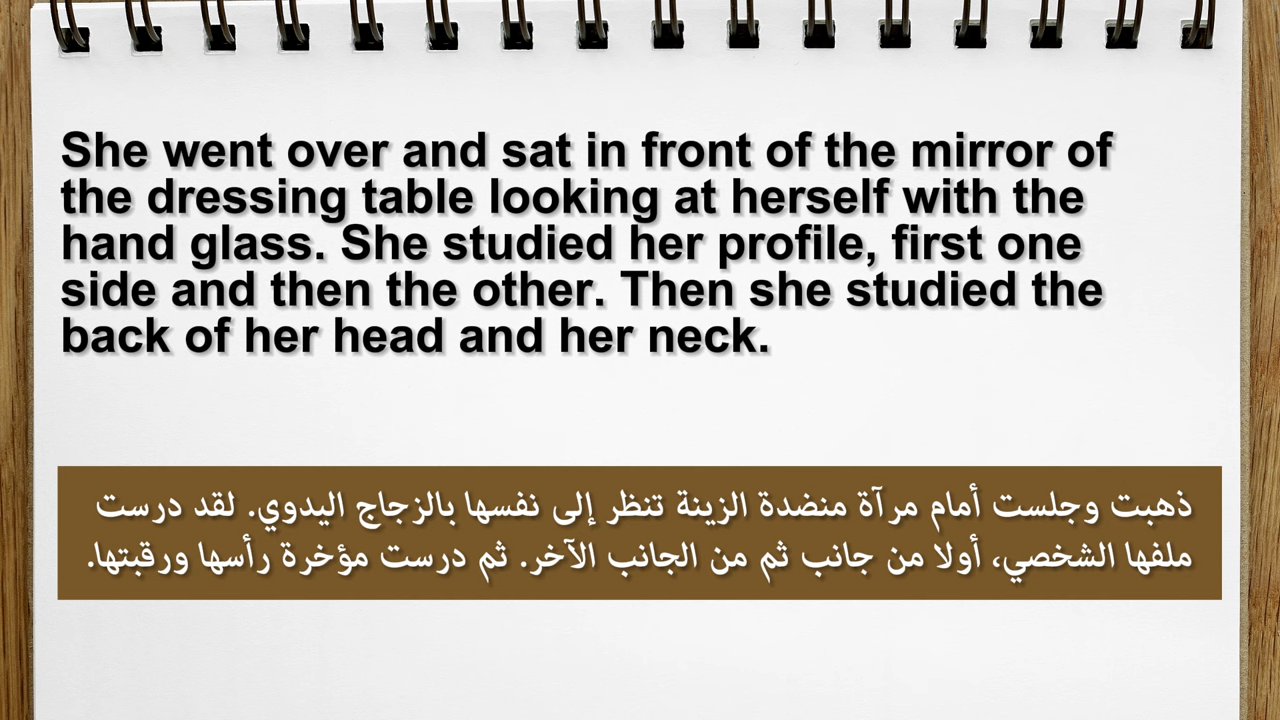 She went over and sat in front of the mirror of
the dressing table looking at herself with the
hand glass. She studied her profile, first one
side and then the other. Then she studied the
back of her head and her neck.
ذهبت وجلست أمام مرآة منضدة الزينة تنظر إلى نفسها بالزجاج اليدوي. لقد درست
ملفها الشخصي، أولا من جانب ثم من الجانب الآخر. ثم درست مؤخرة رأسها ورقبتها.